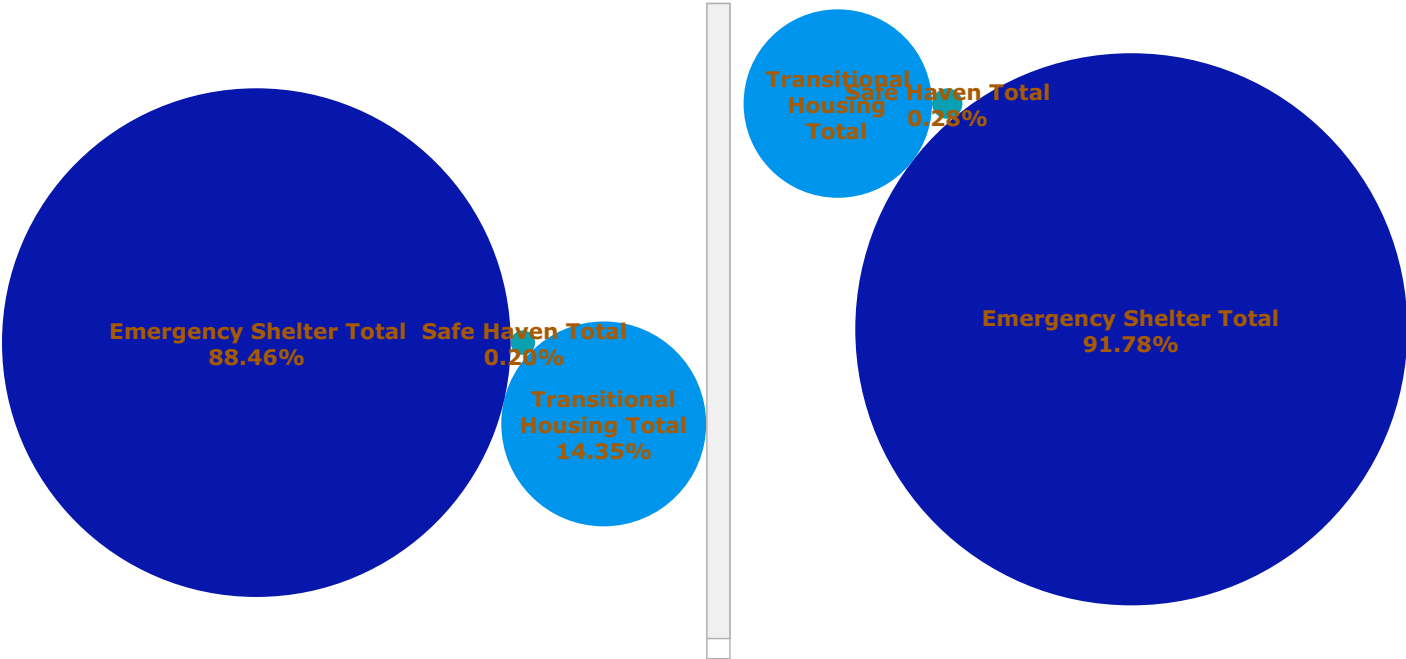 Emergency Shelter Total
88.46%
Safe Haven Total
0.20%
Transitional
Housing Total
14.35%
Transitional
Housing
Total
Safe Haven Total
0.28%
Emergency Shelter Total
91.78%